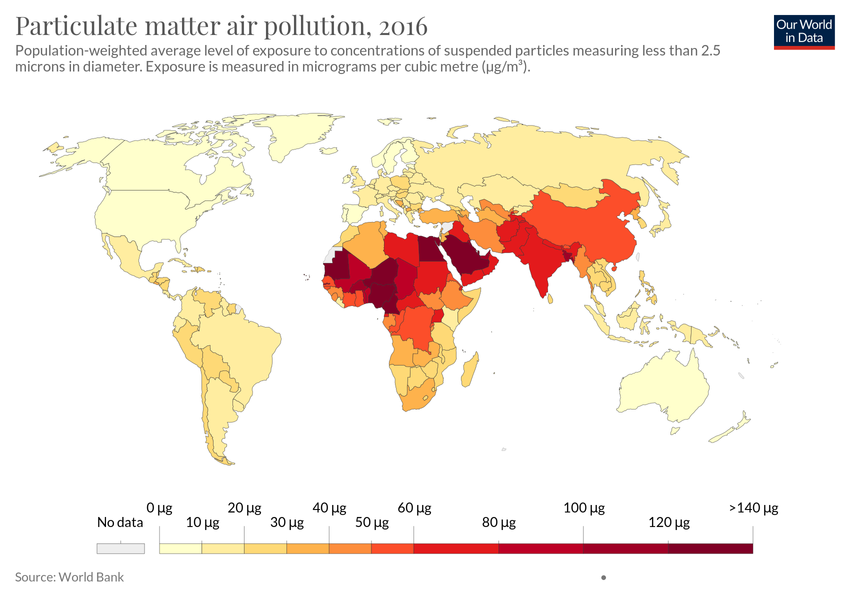 Particulate matter air pollution, 2016
Our World
in Data
Population-weighted average level of exposure to concentrations of suspended particles measuring less than 2.5
microns in diameter. Exposure is measured in micrograms per cubic metre (µg/m³).
0 µg 20 µg 40 µg 60 µg 100 µg >140 µg
No data 10 µg 30 µg 50 µg 80 µg 120 µg
Source: World Bank